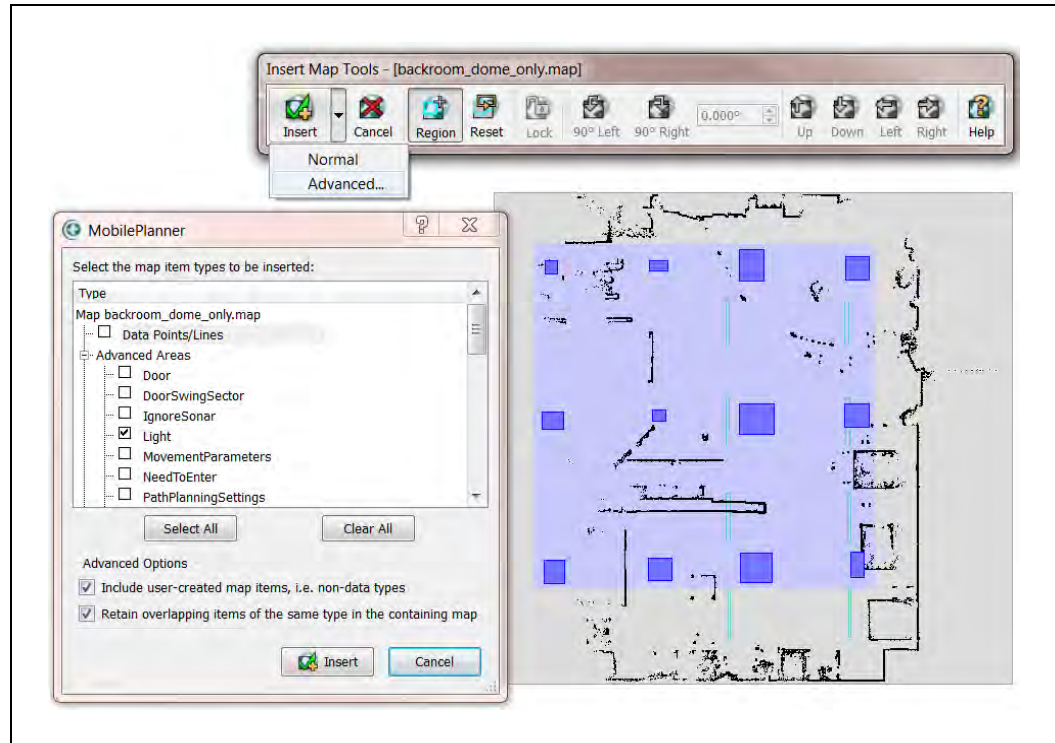 Insert Map Tools - [backroom_dome_only.map]
Insert Cancel Region Reset Lock 90° Left 90° Right 0.000° Up Down Left Right Help
Normal
Advanced...
MobilePlanner
Select the map item types to be inserted:
Type
Map backroom_dome_only.map
Data Points/Lines
Advanced Areas
Door
DoorSwingSector
IgnoreSonar
Light
MovementParameters
NeedToEnter
PathPlanningSettings
Select All Clear All
Advanced Options
Include user-created map items, i.e. non-data types
Retain overlapping items of the same type in the containing map
Insert Cancel